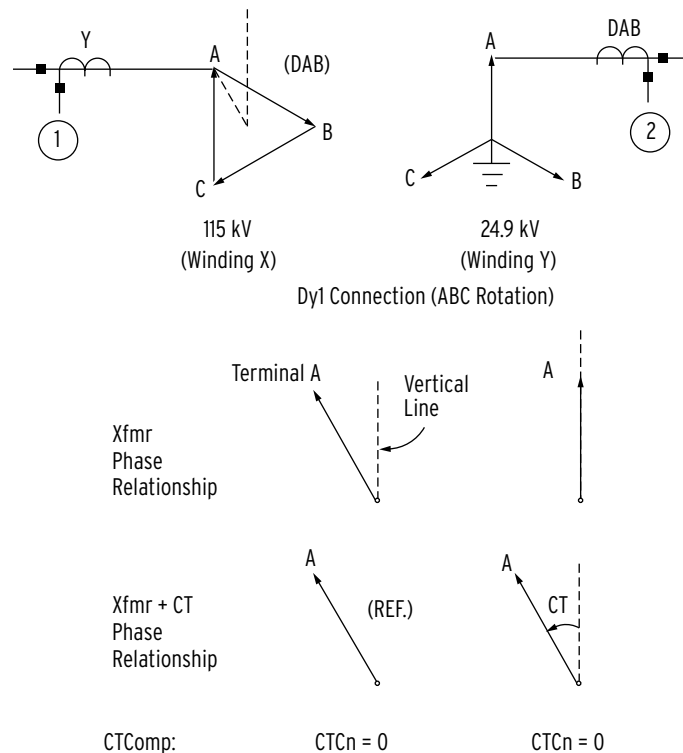 Y
A
(DAB)
B
C
1
115 kV
(Winding X)
DAB
A
C
B
2
24.9 kV
(Winding Y)
Dy1 Connection (ABC Rotation)
Xfmr
Phase
Relationship
Terminal A
Vertical
Line
A
Xfmr + CT
Phase
Relationship
A
(REF.)
A
CT
CTComp:
CTCn = 0
CTCn = 0